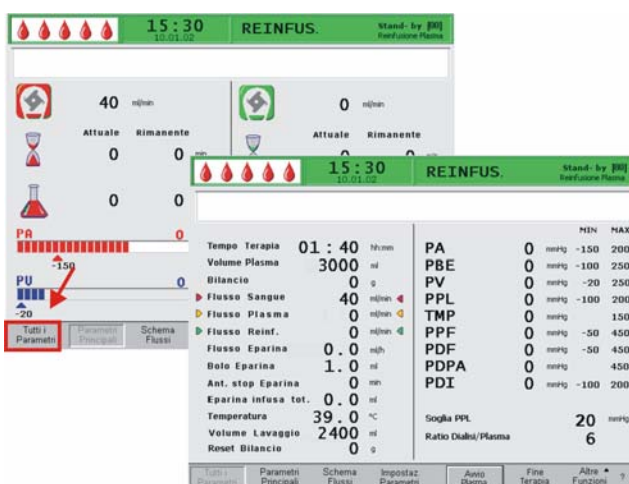 15:30
10.01.02
REINFUS.
Stand- by [00]
Reinfusione Plasma
40 ml/min
0 ml/min
Attuale Rimanente
0 0 min
Attuale Rimanente
0 0
PA 0
-150
PV 0
-20
Tutti i Parametri
Parametri Principali
Schema Flussi
15:30
10.01.02
REINFUS.
Stand- by [00]
Reinfusione Plasma
Tempo Terapia 01:40 hh:mm
Volume Plasma 3000 ml
Bilancio 0 g
Flusso Sangue 40 ml/min
Flusso Plasma 0 ml/min
Flusso Reinf. 0 ml/min
Flusso Eparina 0.0 ml/h
Bolo Eparina 1.0 ml
Ant. stop Eparina 0 min
Eparina infusa tot. 0.0 ml
Temperatura 39.0 °C
Volume Lavaggio 2400 ml
Reset Bilancio 0 g
MIN MAX
PA 0 mmHg -150 200
PBE 0 mmHg -100 250
PV 0 mmHg -20 250
PPL 0 mmHg -100 200
TMP 0 mmHg 150
PPF 0 mmHg -50 450
PDF 0 mmHg -50 450
PDPA 0 mmHg 450
PDI 0 mmHg -100 200
Soglia PPL 20 mmHg
Ratio Dialisi/Plasma 6
Tutti i Parametri
Parametri Principali
Schema Flussi
Impostaz. Parametri
Avvio Plasma
Fine Terapia
Altre Funzioni
?